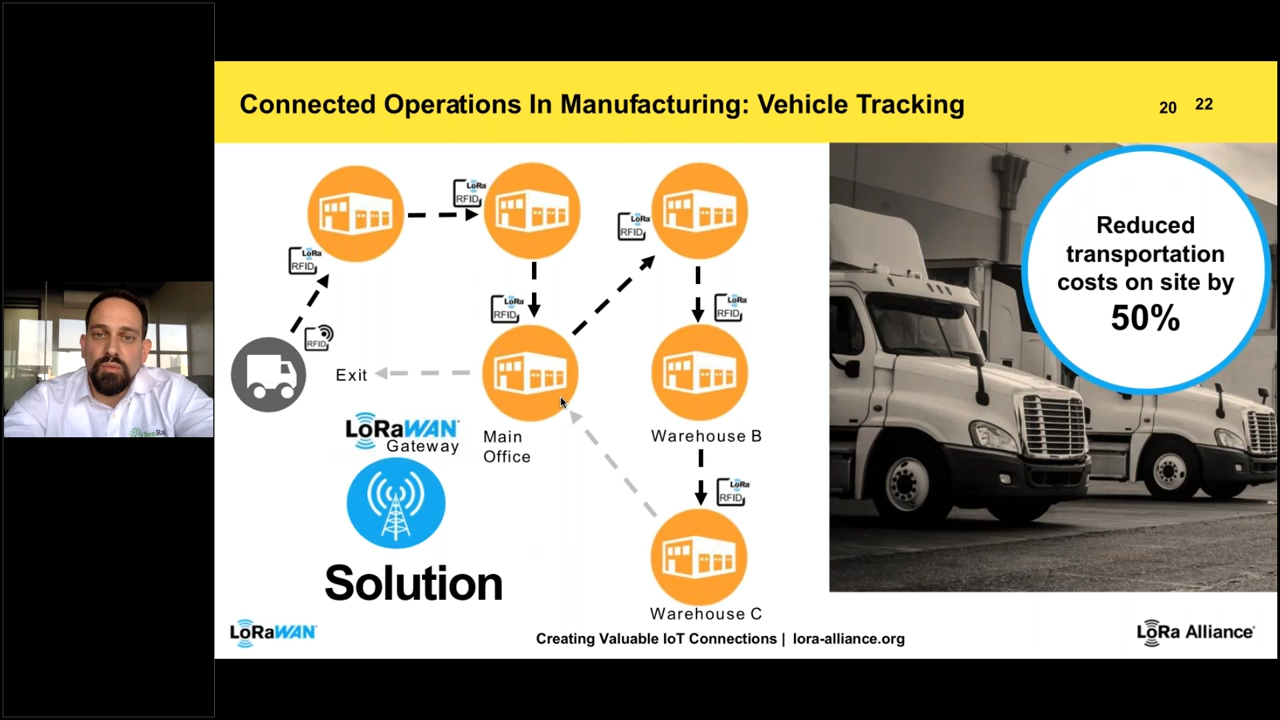 Connected Operations In Manufacturing: Vehicle Tracking
20 22
LoRa
RFID
LoRa
RFID
LoRa
RFID
LoRa
RFID
LoRa
RFID
RFID
Reduced
transportation
costs on site by
50%
Exit
LoRaWAN
Gateway
Main
Office
Warehouse B
LoRa
RFID
Solution
Warehouse C
LoRaWAN
Creating Valuable IoT Connections | lora-alliance.org
LoRa Alliance